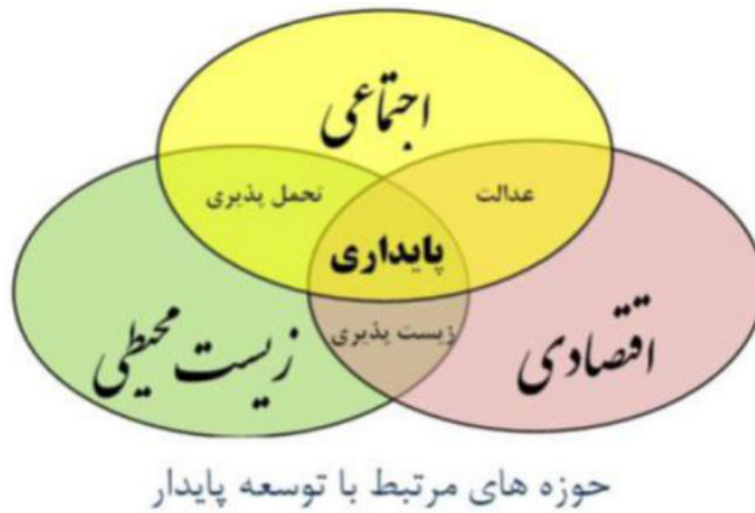 اجتماعی
تحمل پذیری
عدالت
پایداری
زیست پذیری
زیست محیطی
اقتصادی
حوزه های مرتبط با توسعه پایدار